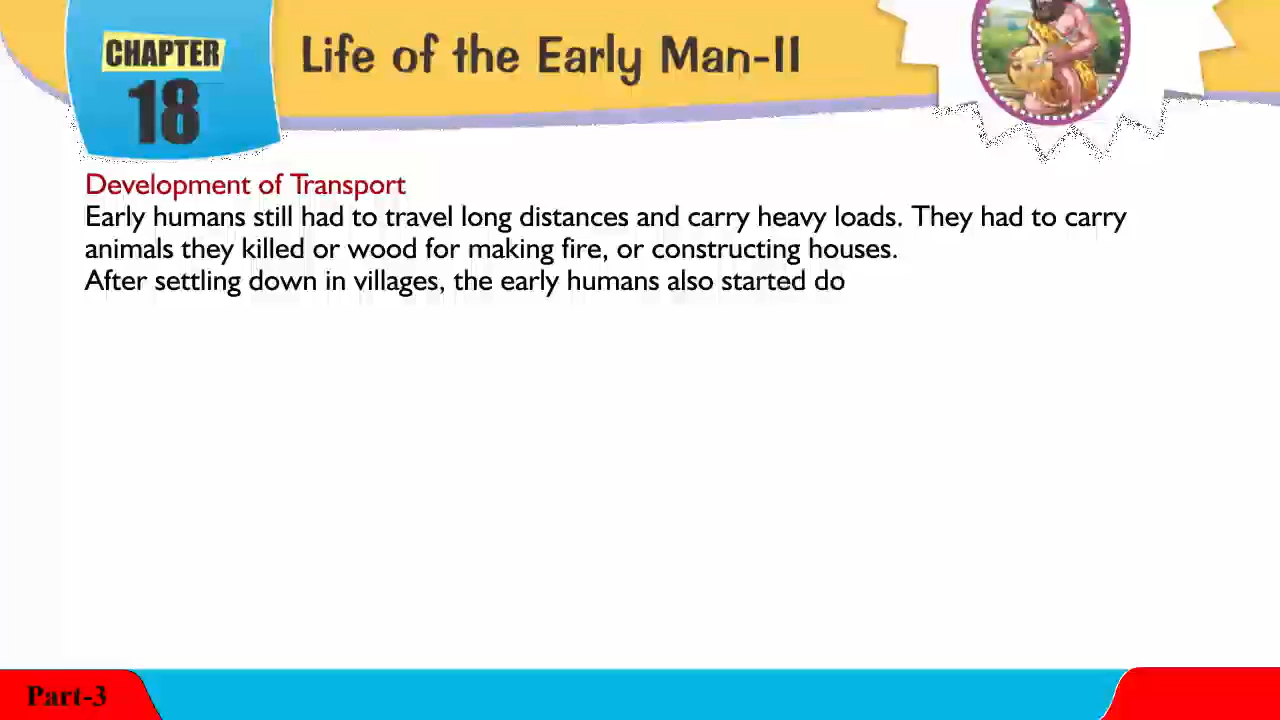 CHAPTER
18
Life of the Early Man-II
Development of Transport
Early humans still had to travel long distances and carry heavy loads. They had to carry
animals they killed or wood for making fire, or constructing houses.
After settling down in villages, the early humans also started do
Part-3